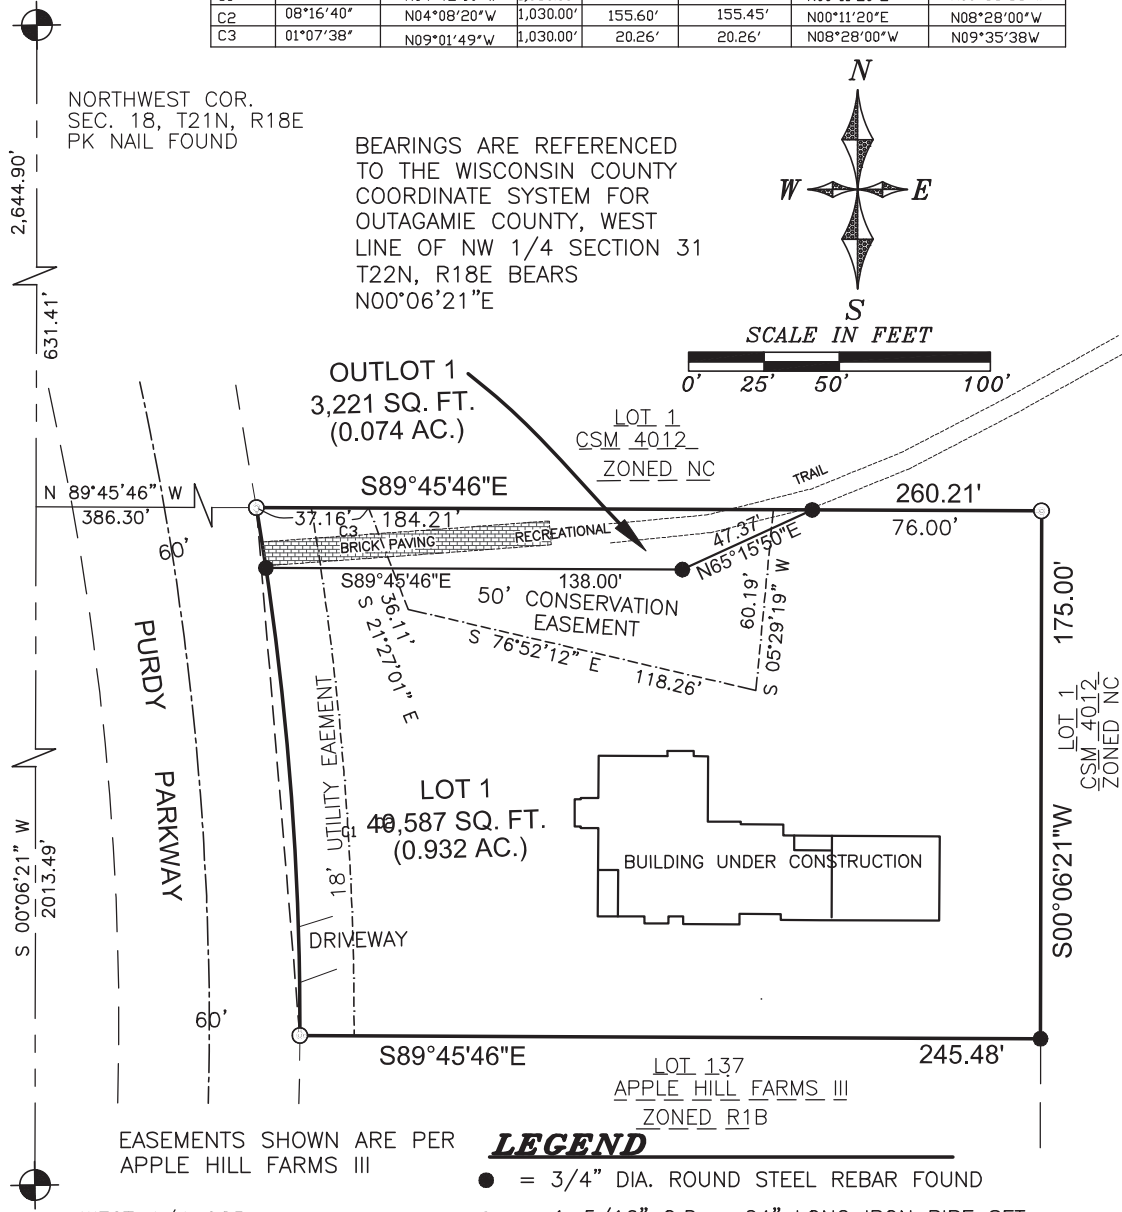 C2 08°16'40" N04°08'20"W 1,030.00' 155.60' 155.45' N00°11'20"E N08°28'00"W
C3 01°07'38" N09°01'49"W 1,030.00' 20.26' 20.26' N08°28'00"W N09°35'38W
NORTHWEST COR.
SEC. 18, T21N, R18E
PK NAIL FOUND
2,644.90'
631.41'
BEARINGS ARE REFERENCED
TO THE WISCONSIN COUNTY
COORDINATE SYSTEM FOR
OUTAGAMIE COUNTY, WEST
LINE OF NW 1/4 SECTION 31
T22N, R18E BEARS
N00°06'21"E
N
W E
S
SCALE IN FEET
0' 25' 50' 100'
OUTLOT 1
3,221 SQ. FT.
(0.074 AC.)
LOT 1
CSM 4012
ZONED NC
TRAIL
N 89°45'46" W
386.30'
S89°45'46"E
260.21'
37.16' 184.21'
76.00'
C3
BRICK PAVING
RECREATIONAL
47.37'
N65°15'50"E
60'
S89°45'46"E 138.00'
50' CONSERVATION
EASEMENT
36.11'
S 21°27'01" E
S 76°52'12" E 118.26'
60.19'
S 05°29'19" W
175.00'
S00°06'21"W
LOT 1
CSM 4012
ZONED NC
PURDY PARKWAY
18' UTILITY EAEMENT
LOT 1
C1
40,587 SQ. FT.
(0.932 AC.)
BUILDING UNDER CONSTRUCTION
S 00°06'21" W
2013.49'
DRIVEWAY
60'
S89°45'46"E
245.48'
LOT 137
APPLE HILL FARMS III
ZONED R1B
EASEMENTS SHOWN ARE PER
APPLE HILL FARMS III
LEGEND
= 3/4" DIA. ROUND STEEL REBAR FOUND